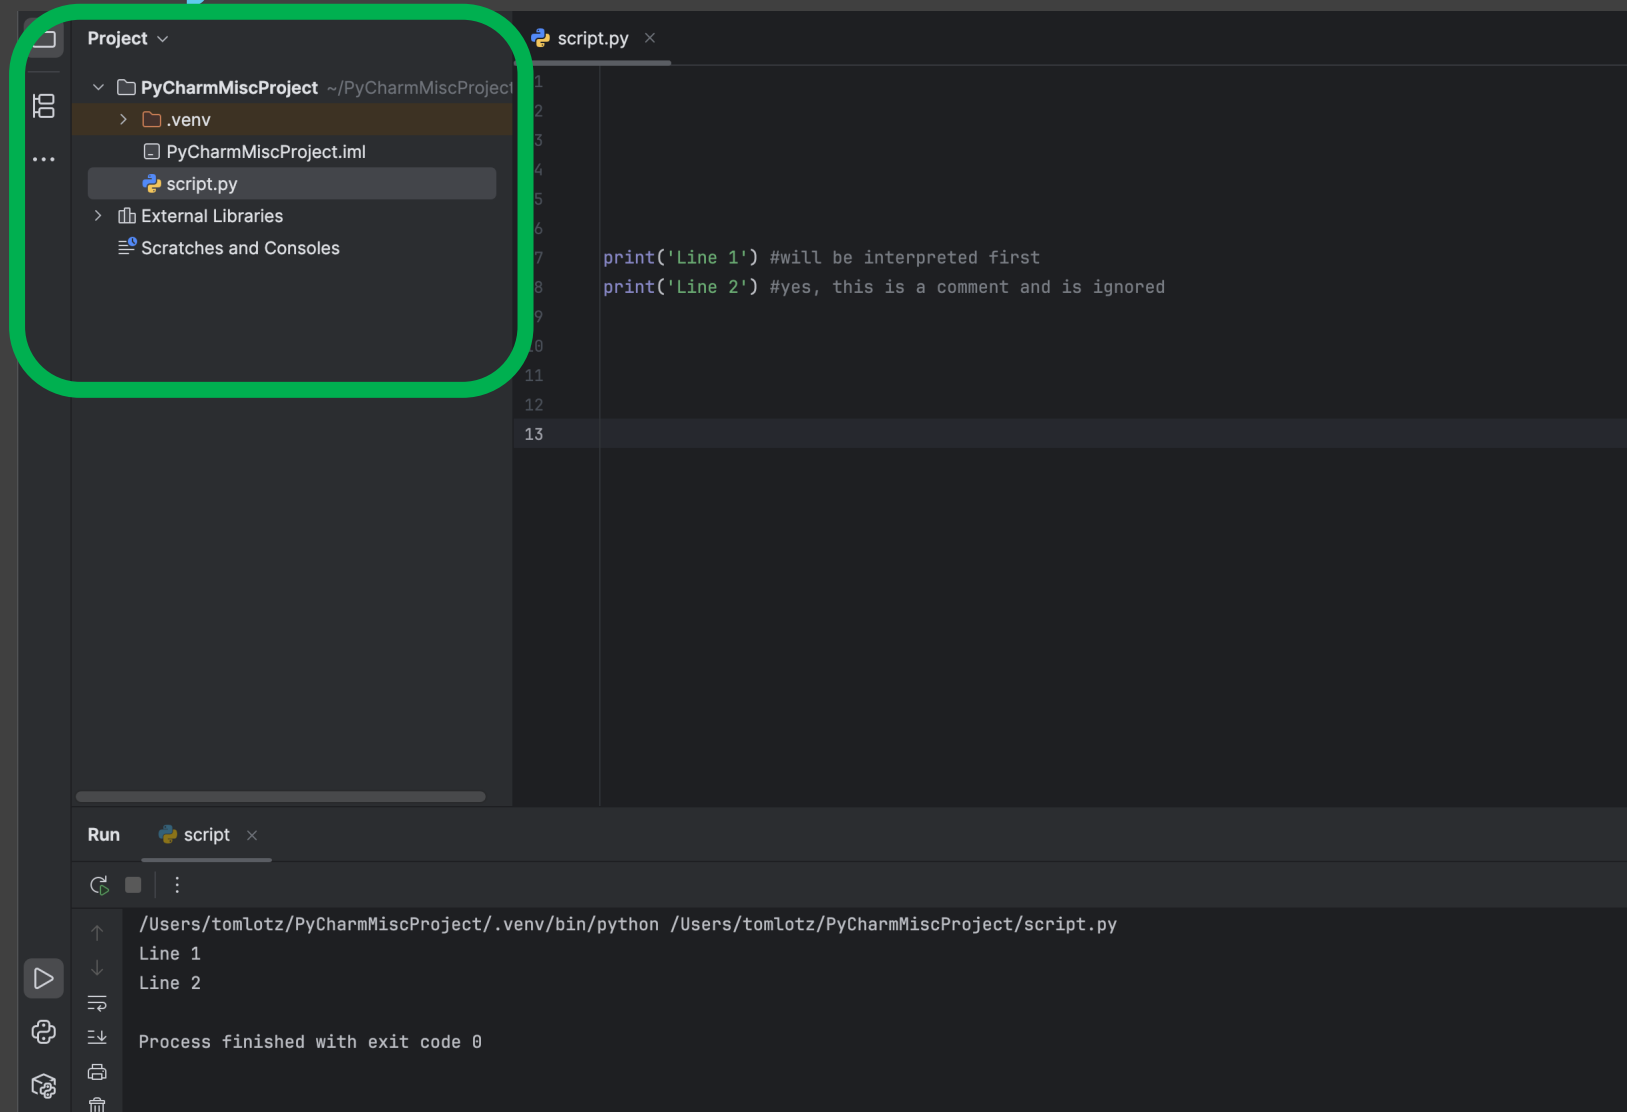 Project
PyCharmMiscProject ~/PyCharmMiscProject
.venv
PyCharmMiscProject.iml
script.py
External Libraries
Scratches and Consoles
script.py
1
2
3
4
5
6
7 print('Line 1') #will be interpreted first
8 print('Line 2') #yes, this is a comment and is ignored
9
10
11
12
13
Run script
/Users/tomlotz/PyCharmMiscProject/.venv/bin/python /Users/tomlotz/PyCharmMiscProject/script.py
Line 1
Line 2
Process finished with exit code 0